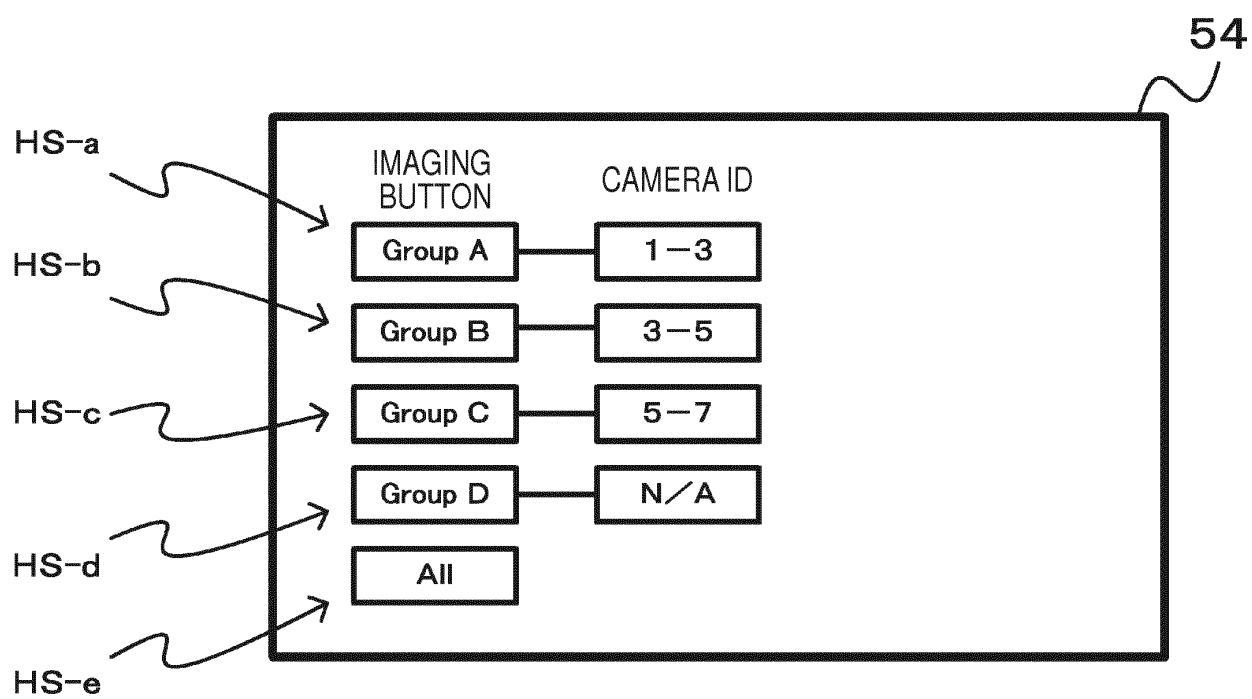 54
HS-a
IMAGING
BUTTON
CAMERA ID
Group A
1-3
HS-b
Group B
3-5
HS-c
Group C
5-7
Group D
N/A
HS-d
All
HS-e